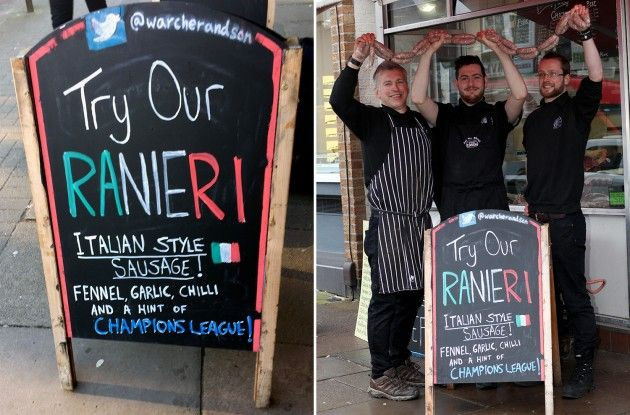 @warcherandson
Try Our
RANIERI
ITALIAN STYLE
SAUSAGE!
FENNEL, GARLIC, CHILLI
AND A HINT OF
CHAMPIONS LEAGUE!
@warcherandson
Try Our
RANIERI
ITALIAN STYLE
SAUSAGE!
FENNEL, GARLIC, CHILLI
AND A HINT OF
CHAMPIONS LEAGUE!